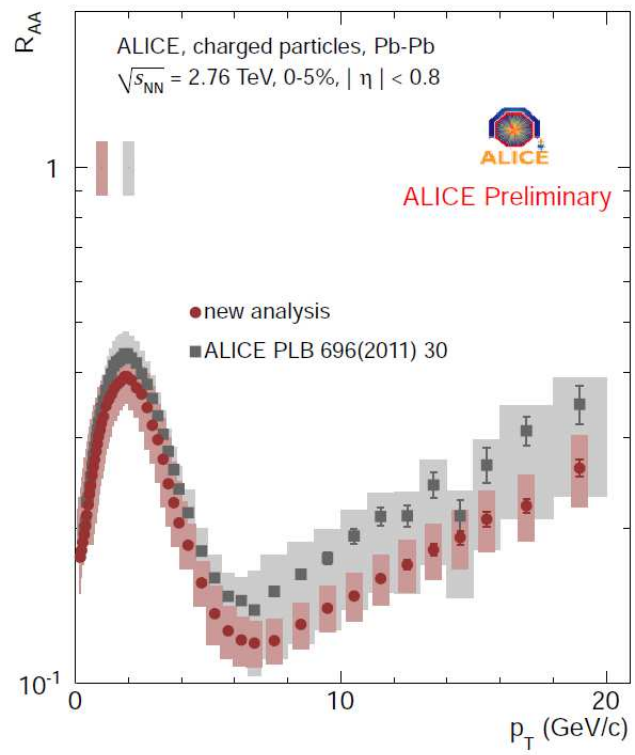 R_AA
ALICE, charged particles, Pb-Pb
√s_NN = 2.76 TeV, 0-5%, | η | < 0.8
ALICE
ALICE Preliminary
1
new analysis
ALICE PLB 696(2011) 30
10^-1
0 10 20
p_T (GeV/c)